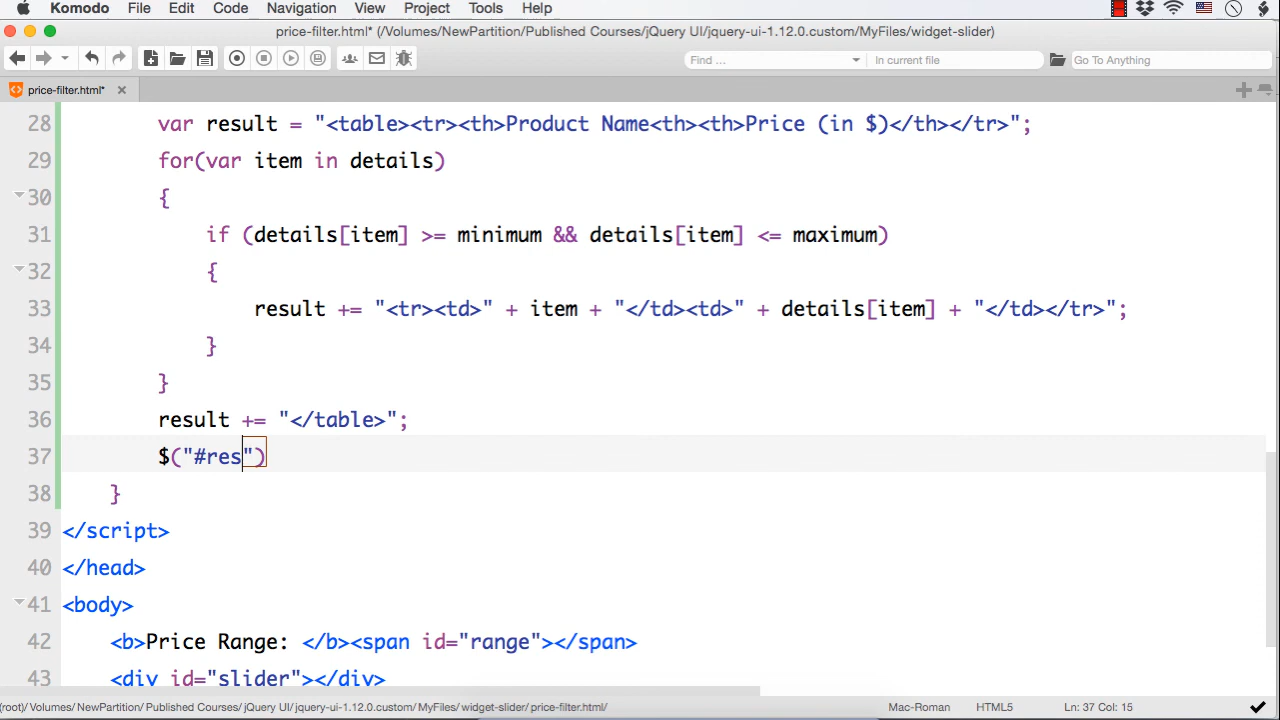 Komodo File Edit Code Navigation View Project Tools Help
price-filter.html* (/Volumes/NewPartition/Published Courses/jQuery UI/jquery-ui-1.12.0.custom/MyFiles/widget-slider)
Find ... In current file Go To Anything
price-filter.html*
28 var result = "<table><tr><th>Product Name<th><th>Price (in $)</th></tr>";
29 for(var item in details)
30 {
31 if (details[item] >= minimum && details[item] <= maximum)
32 {
33 result += "<tr><td>" + item + "</td><td>" + details[item] + "</td></tr>";
34 }
35 }
36 result += "</table>";
37 $("#res")
38 }
39 </script>
40 </head>
41 <body>
42 <b>Price Range: </b><span id="range"></span>
43 <div id="slider"></div>
(root)/Volumes/NewPartition/Published Courses/jQuery UI/jquery-ui-1.12.0.custom/MyFiles/widget-slider/price-filter.html/ Mac-Roman HTML5 Ln: 37 Col: 15